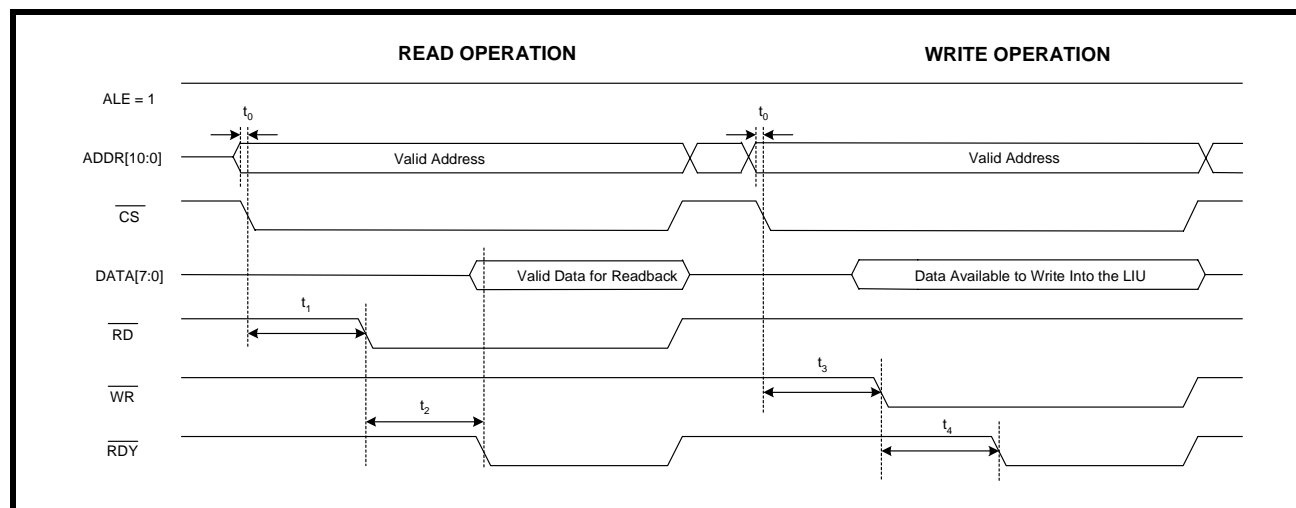 READ OPERATION WRITE OPERATION
ALE = 1
t0 t0
ADDR[10:0] Valid Address Valid Address
CS
DATA[7:0] Valid Data for Readback Data Available to Write Into the LIU
t1
RD
t3
WR
t2
t4
RDY